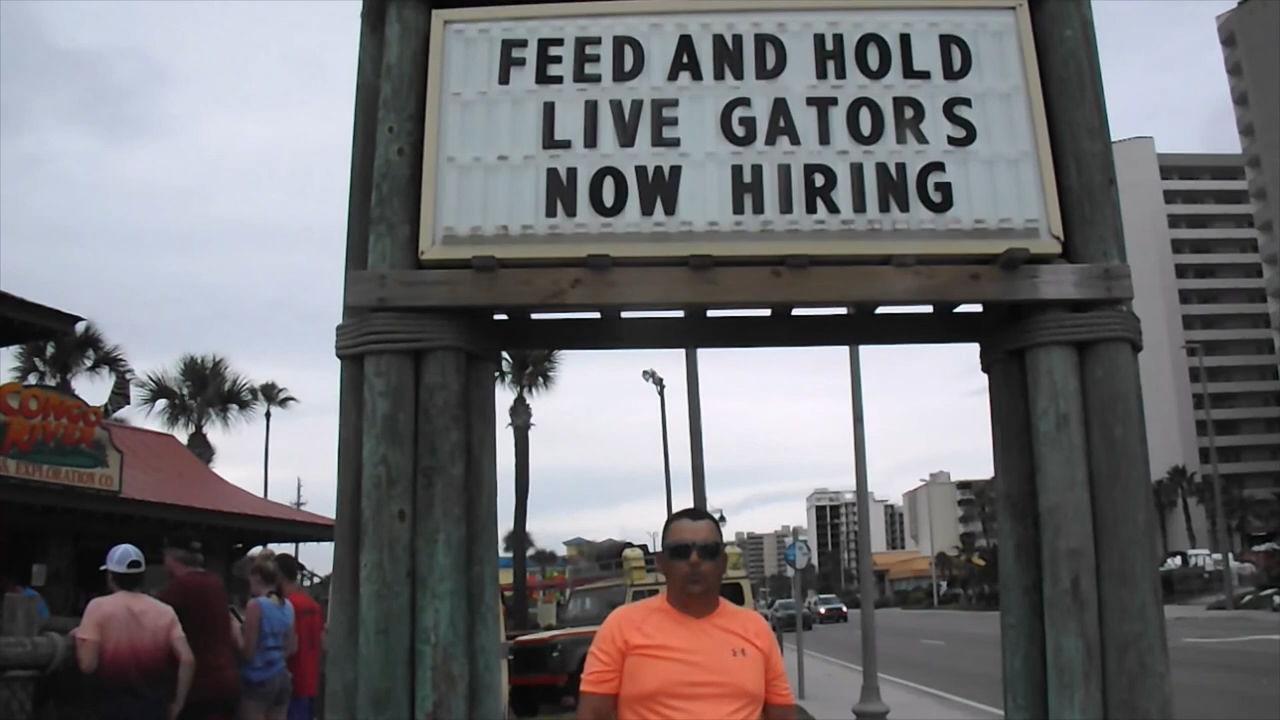 FEED AND HOLD
LIVE GATORS
NOW HIRING
CONGO
RIVER
& EXPLORATION CO.